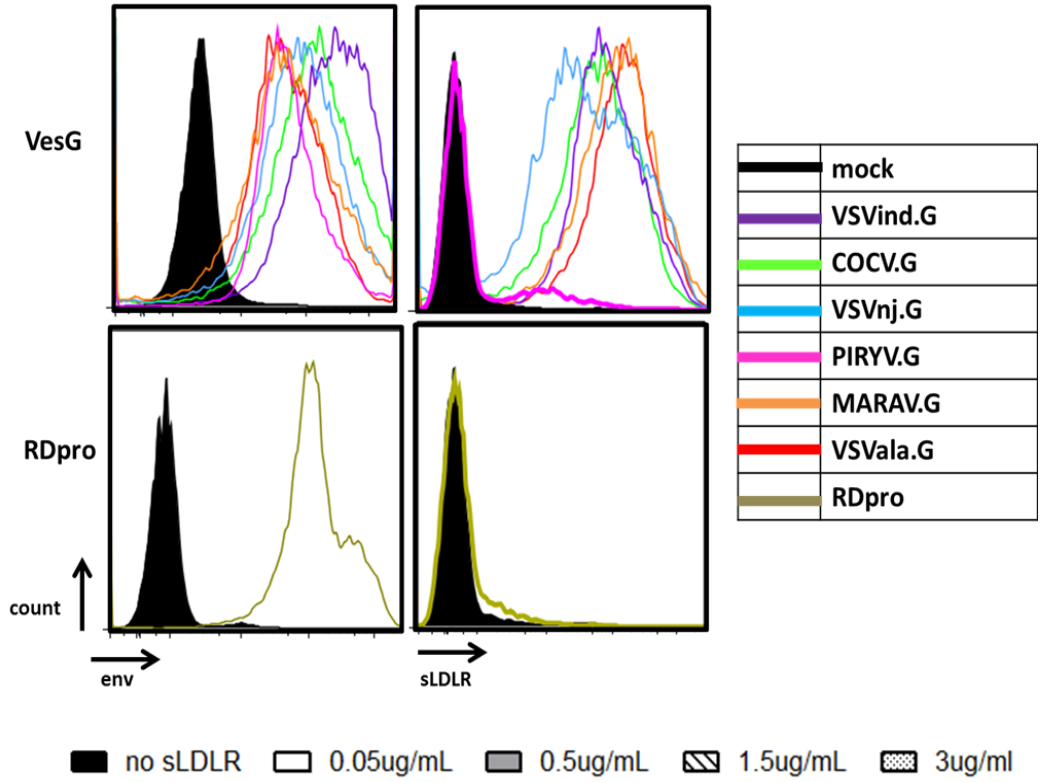 VesG
RDpro
count
env
sLDLR
mock
VSVind.G
COCV.G
VSVnj.G
PIRYV.G
MARAV.G
VSVala.G
RDpro
no sLDLR 0.05ug/mL 0.5ug/mL 1.5ug/mL 3ug/ml